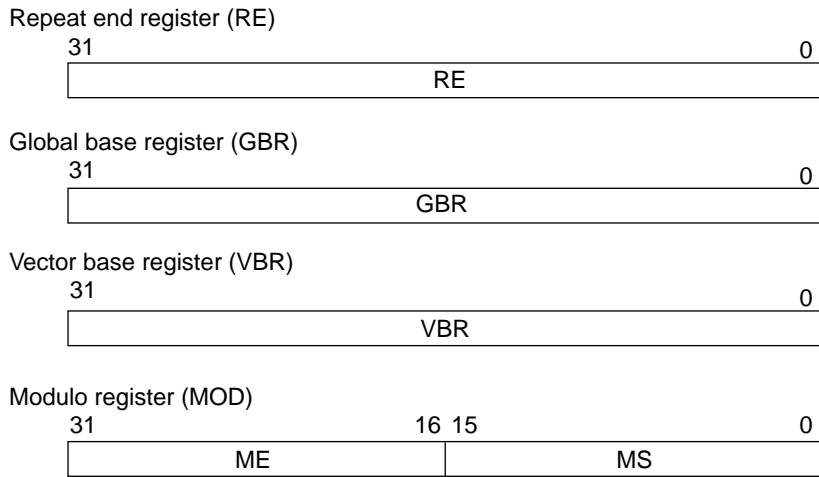 Repeat end register (RE)
31 0
RE
Global base register (GBR)
31 0
GBR
Vector base register (VBR)
31 0
VBR
Modulo register (MOD)
31 16 15 0
ME MS